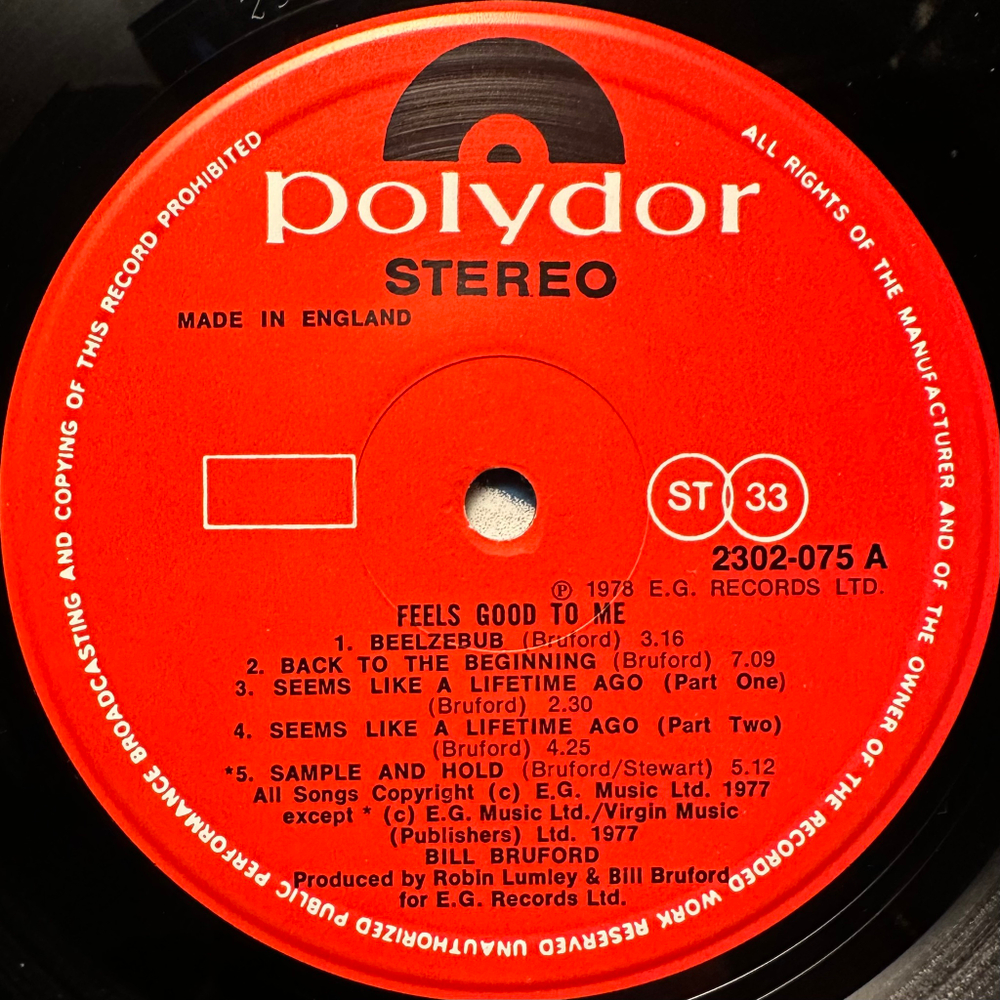 polydor
STEREO
MADE IN ENGLAND
ST 33
2302-075 A
℗ 1978 E.G. RECORDS LTD.
FEELS GOOD TO ME
1. BEELZEBUB (Bruford) 3.16
2. BACK TO THE BEGINNING (Bruford) 7.09
3. SEEMS LIKE A LIFETIME AGO (Part One)
(Bruford) 2.30
4. SEEMS LIKE A LIFETIME AGO (Part Two)
(Bruford) 4.25
*5. SAMPLE AND HOLD (Bruford/Stewart) 5.12
All Songs Copyright (c) E.G. Music Ltd. 1977
except * (c) E.G. Music Ltd./Virgin Music
(Publishers) Ltd. 1977
BILL BRUFORD
Produced by Robin Lumley & Bill Bruford
for E.G. Records Ltd.
ALL RIGHTS OF THE MANUFACTURER AND OF THE OWNER OF THE RECORDED WORK RESERVED UNAUTHORIZED PUBLIC PERFORMANCE BROADCASTING AND COPYING OF THIS RECORD PROHIBITED